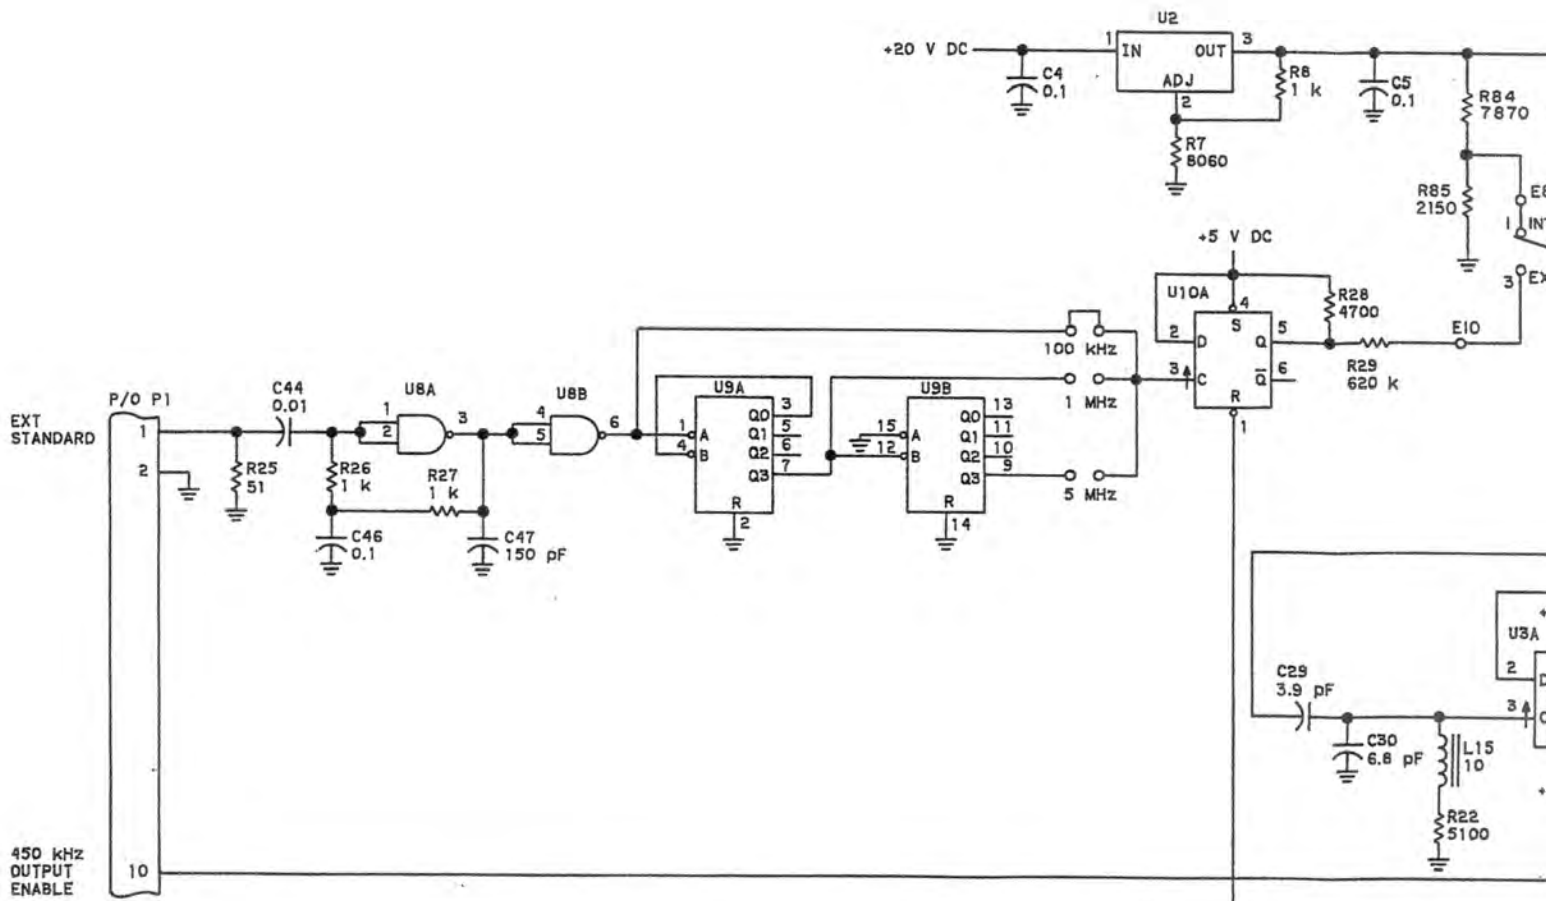 U2
+20 V DC
1
IN
OUT
3
ADJ
2
C4
0.1
R8
1 k
C5
0.1
R84
7870
R7
8060
R85
2150
E8
1
INT
3
EX
+5 V DC
U10A
4
S
2
D
Q
5
3
C
Q
6
R
1
R28
4700
R29
620 k
E10
100 kHz
1 MHz
5 MHz
P/O P1
EXT
STANDARD
1
2
C44
0.01
R25
51
R26
1 k
R27
1 k
C46
0.1
C47
150 pF
U8A
1
2
3
U8B
4
5
6
U9A
1
A
4
B
Q0
3
Q1
5
Q2
6
Q3
7
R
2
U9B
15
A
12
B
Q0
13
Q1
11
Q2
10
Q3
9
R
14
C29
3.9 pF
C30
6.8 pF
L15
10
R22
5100
U3A
2
D
3
C
+
+
450 kHz
OUTPUT
ENABLE
10